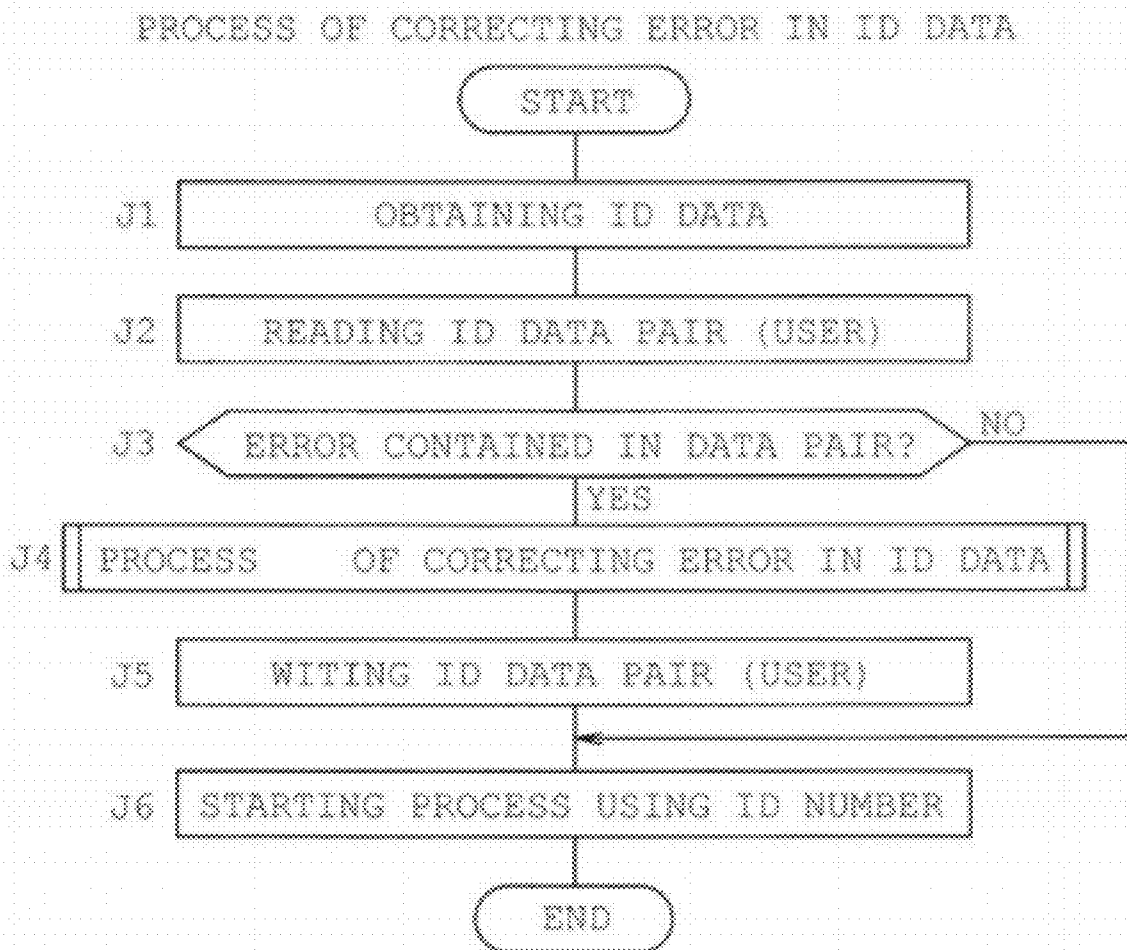 PROCESS OF CORRECTING ERROR IN ID DATA
START
J1 OBTAINING ID DATA
J2 READING ID DATA PAIR (USER)
J3 ERROR CONTAINED IN DATA PAIR? NO
YES
J4 PROCESS OF CORRECTING ERROR IN ID DATA
J5 WITING ID DATA PAIR (USER)
J6 STARTING PROCESS USING ID NUMBER
END